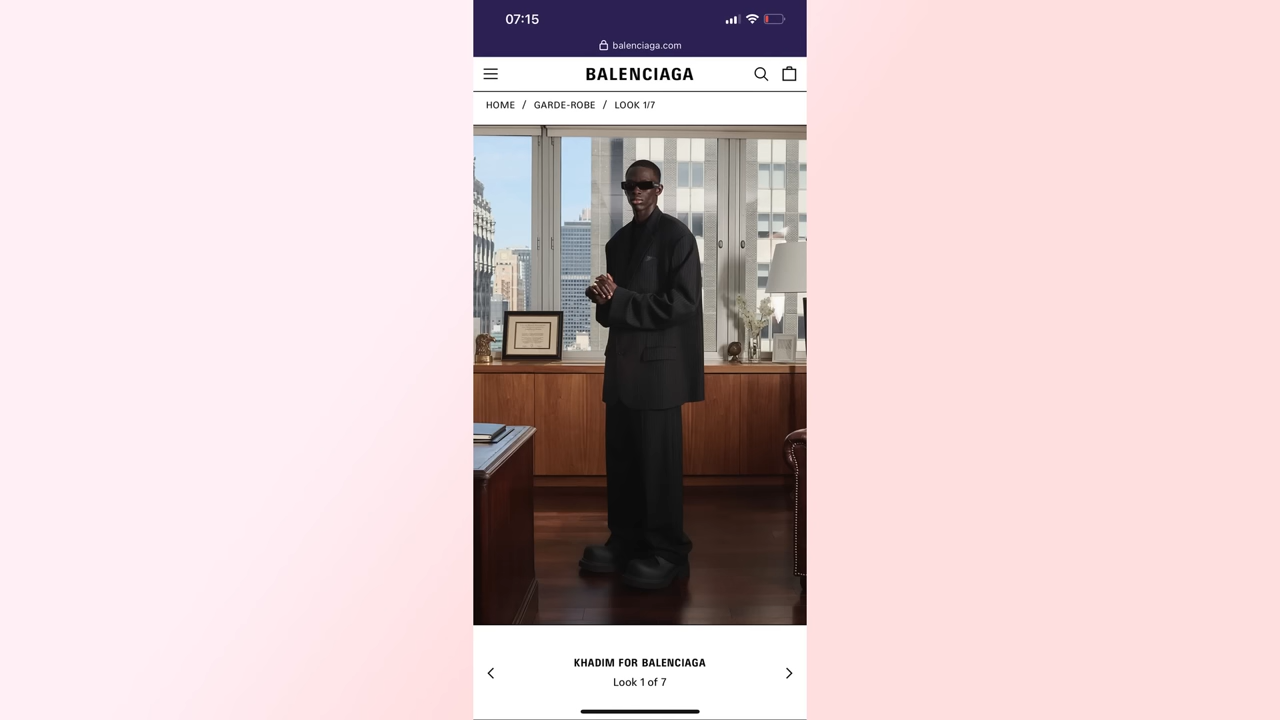 07:15
balenciaga.com
BALENCIAGA
HOME / GARDE-ROBE / LOOK 1/7
KHADIM FOR BALENCIAGA
Look 1 of 7